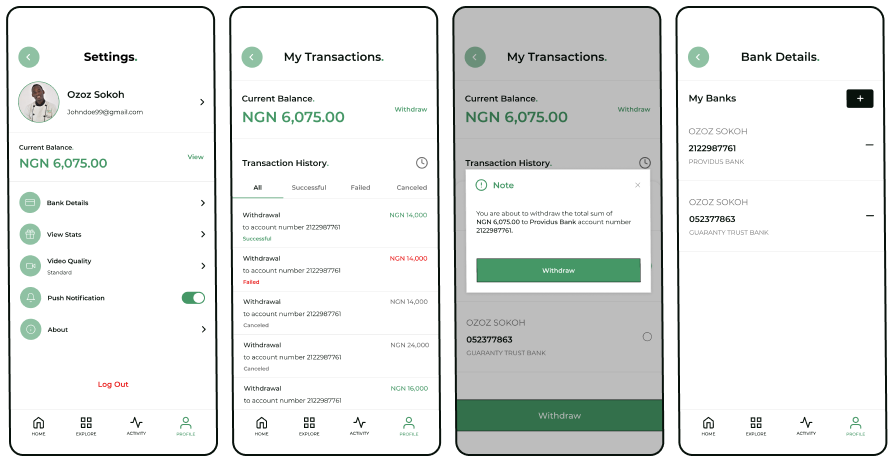 Settings.
Ozoz Sokoh
Johndoe99@gmail.com
Current Balance.
NGN 6,075.00
View
Bank Details
View Stats
Video Quality
Standard
Push Notification
About
Log Out
HOME
EXPLORE
ACTIVITY
PROFILE
My Transactions.
Current Balance.
NGN 6,075.00
Withdraw
Transaction History.
All
Successful
Failed
Canceled
Withdrawal
NGN 14,000
to account number 2122987761
Successful
Withdrawal
NGN 14,000
to account number 2122987761
Failed
Withdrawal
NGN 14,000
to account number 2122987761
Canceled
Withdrawal
NGN 24,000
to account number 2122987761
Canceled
Withdrawal
NGN 16,000
to account number 2122987761
HOME
EXPLORE
ACTIVITY
PROFILE
My Transactions.
Current Balance.
NGN 6,075.00
Withdraw
Transaction History.
Note
You are about to withdraw the total sum of
NGN 6,075.00 to Providus Bank account number
2122987761.
Withdraw
OZOZ SOKOH
052377863
GUARANTY TRUST BANK
Withdraw
Bank Details.
My Banks
OZOZ SOKOH
2122987761
PROVIDUS BANK
OZOZ SOKOH
052377863
GUARANTY TRUST BANK
HOME
EXPLORE
ACTIVITY
PROFILE